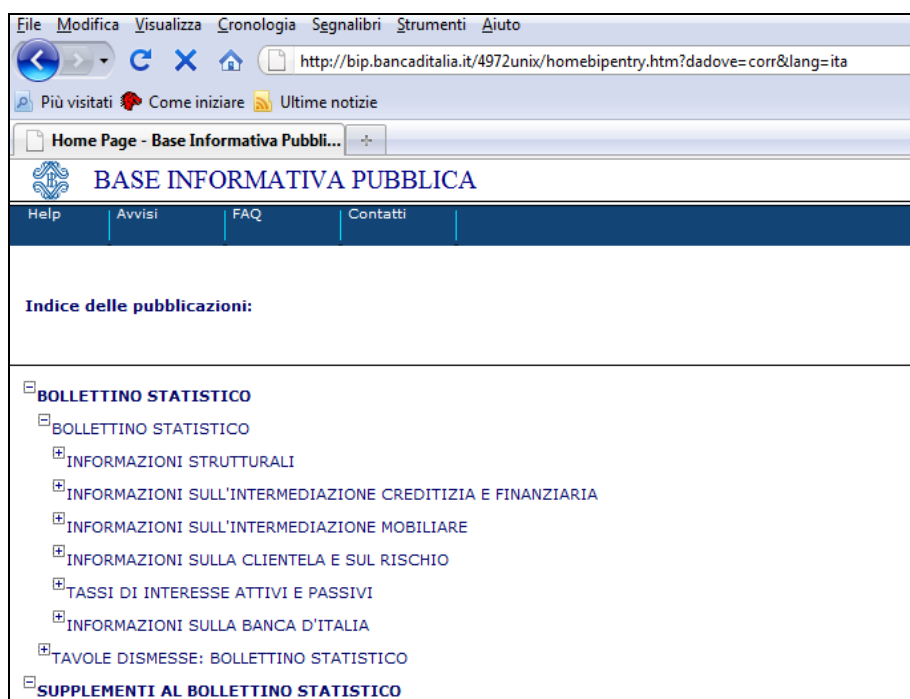 File Modifica Visualizza Cronologia Segnalibri Strumenti Aiuto
http://bip.bancaditalia.it/4972unix/homebipentry.htm?dadove=corr&lang=ita
Più visitati Come iniziare Ultime notizie
Home Page - Base Informativa Pubbli...
BASE INFORMATIVA PUBBLICA
Help Avvisi FAQ Contatti
Indice delle pubblicazioni:
BOLLETTINO STATISTICO
BOLLETTINO STATISTICO
INFORMAZIONI STRUTTURALI
INFORMAZIONI SULL'INTERMEDIAZIONE CREDITIZIA E FINANZIARIA
INFORMAZIONI SULL'INTERMEDIAZIONE MOBILIARE
INFORMAZIONI SULLA CLIENTELA E SUL RISCHIO
TASSI DI INTERESSE ATTIVI E PASSIVI
INFORMAZIONI SULLA BANCA D'ITALIA
TAVOLE DISMESSE: BOLLETTINO STATISTICO
SUPPLEMENTI AL BOLLETTINO STATISTICO